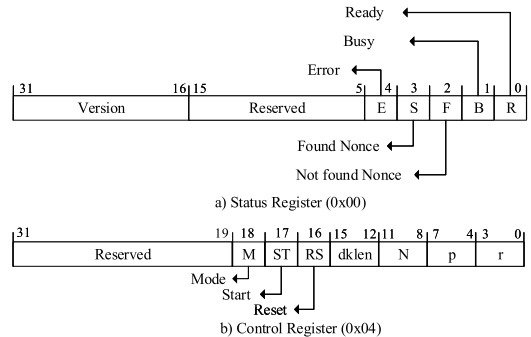 Ready
Busy
Error
31 16 15 5 4 3 2 1 0
Version Reserved E S F B R
Found Nonce
Not found Nonce
a) Status Register (0x00)
31 19 18 17 16 15 12 11 8 7 4 3 0
Reserved M ST RS dklen N p r
Mode
Start
Reset
b) Control Register (0x04)